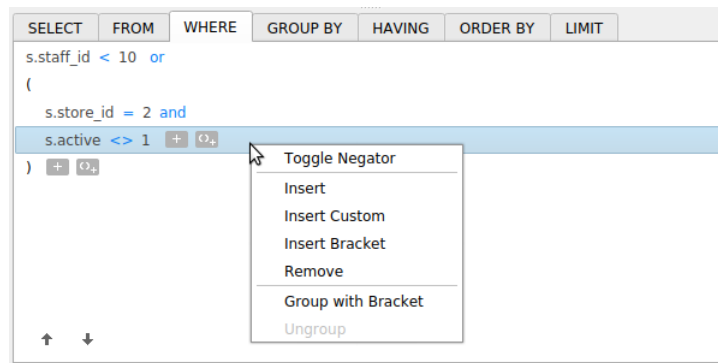 SELECT FROM WHERE GROUP BY HAVING ORDER BY LIMIT
s.staff_id < 10 or
(
s.store_id = 2 and
s.active <> 1
)
Toggle Negator
Insert
Insert Custom
Insert Bracket
Remove
Group with Bracket
Ungroup